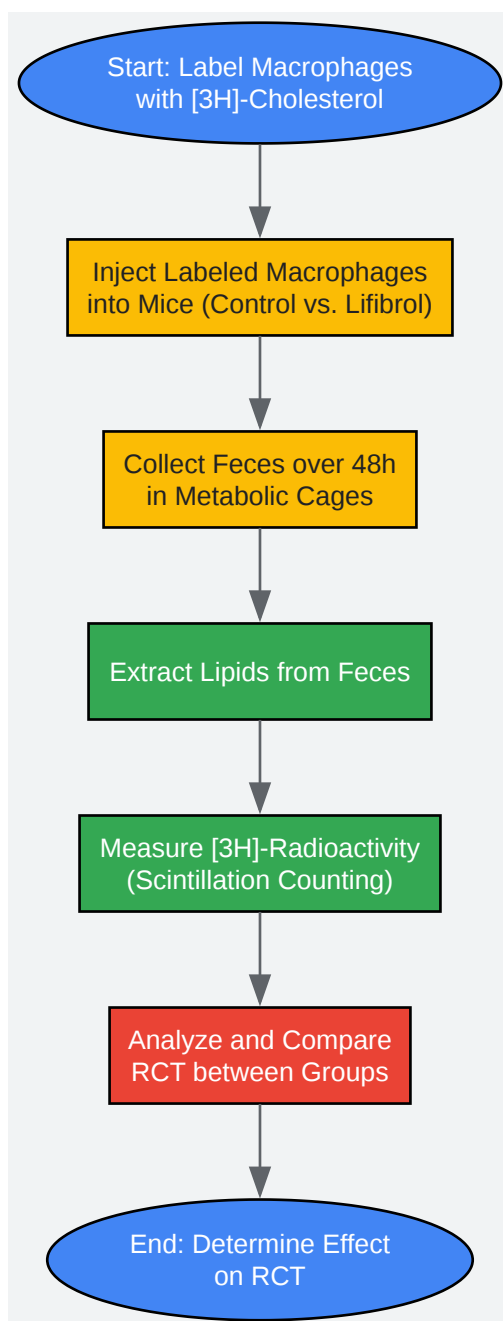 Start: Label Macrophages
with [3H]-Cholesterol
Inject Labeled Macrophages
into Mice (Control vs. Lifibrol)
Collect Feces over 48h
in Metabolic Cages
Extract Lipids from Feces
Measure [3H]-Radioactivity
(Scintillation Counting)
Analyze and Compare
RCT between Groups
End: Determine Effect
on RCT